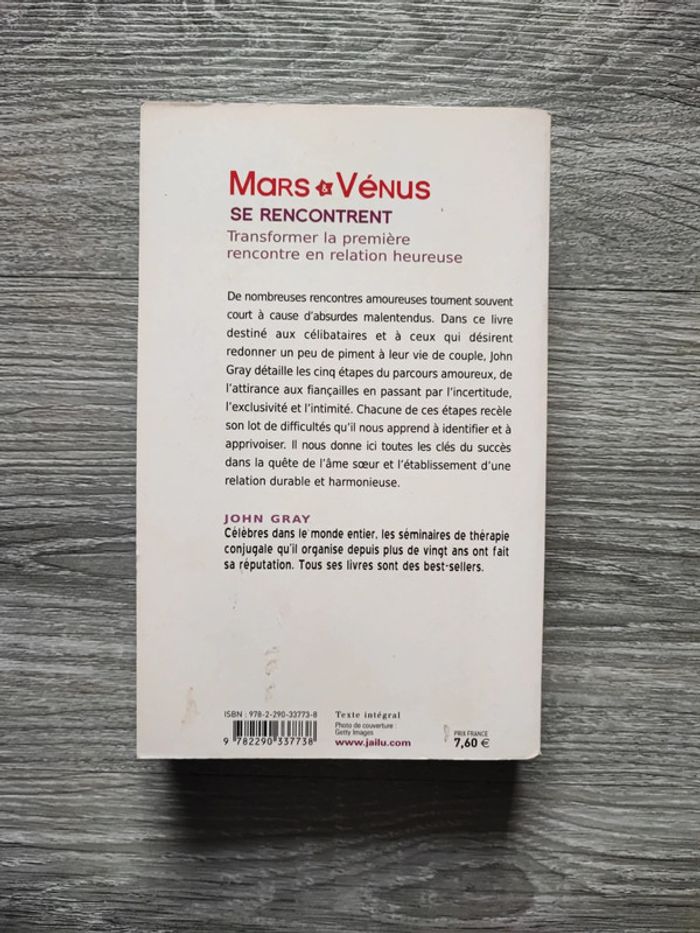 Mars & Vénus
SE RENCONTRENT
Transformer la première
rencontre en relation heureuse
De nombreuses rencontres amoureuses tournent souvent
court à cause d'absurdes malentendus. Dans ce livre
destiné aux célibataires et à ceux qui désirent
redonner un peu de piment à leur vie de couple, John
Gray détaille les cinq étapes du parcours amoureux, de
l'attirance aux fiançailles en passant par l'incertitude,
l'exclusivité et l'intimité. Chacune de ces étapes recèle
son lot de difficultés qu'il nous apprend à identifier et à
apprivoiser. Il nous donne ici toutes les clés du succès
dans la quête de l'âme sœur et l'établissement d'une
relation durable et harmonieuse.
JOHN GRAY
Célèbres dans le monde entier, les séminaires de thérapie
conjugale qu'il organise depuis plus de vingt ans ont fait
sa réputation. Tous ses livres sont des best-sellers.
ISBN : 978-2-290-33773-8
9 782290 337738
Texte intégral
Photo de couverture :
Getty Images
www.jailu.com
PRIX FRANCE
7,60 €